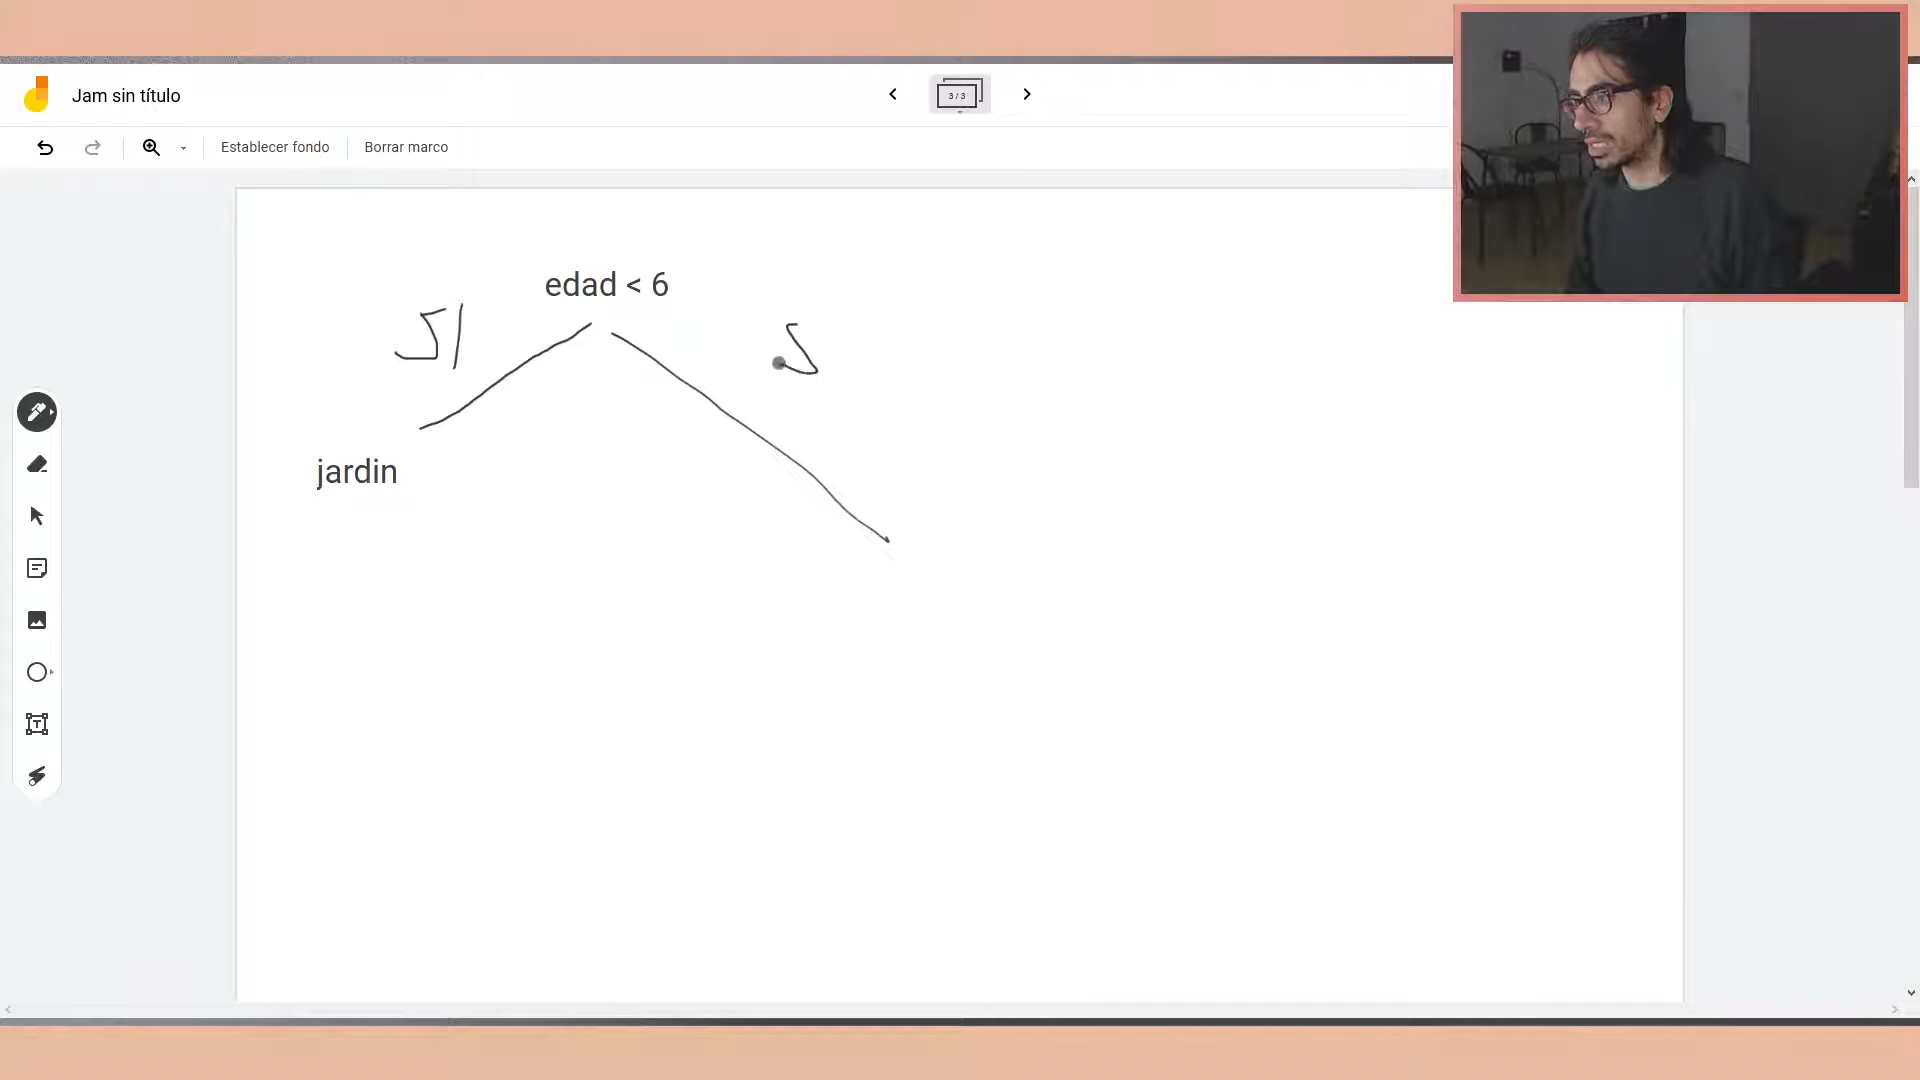 Jam sin título
3 / 3
Establecer fondo
Borrar marco
edad < 6
SI
S
jardin